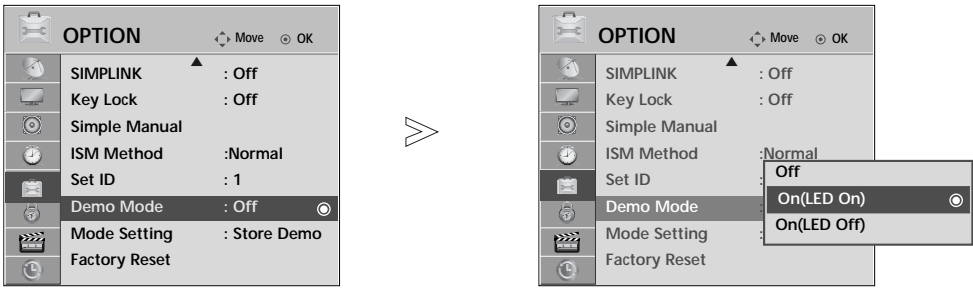 OPTION Move OK
SIMPLINK : Off
Key Lock : Off
Simple Manual
ISM Method :Normal
Set ID : 1
Demo Mode : Off
Mode Setting : Store Demo
Factory Reset
OPTION Move OK
SIMPLINK : Off
Key Lock : Off
Simple Manual
ISM Method :Normal
Set ID :
Demo Mode :
Mode Setting :
Factory Reset
Off
On(LED On)
On(LED Off)